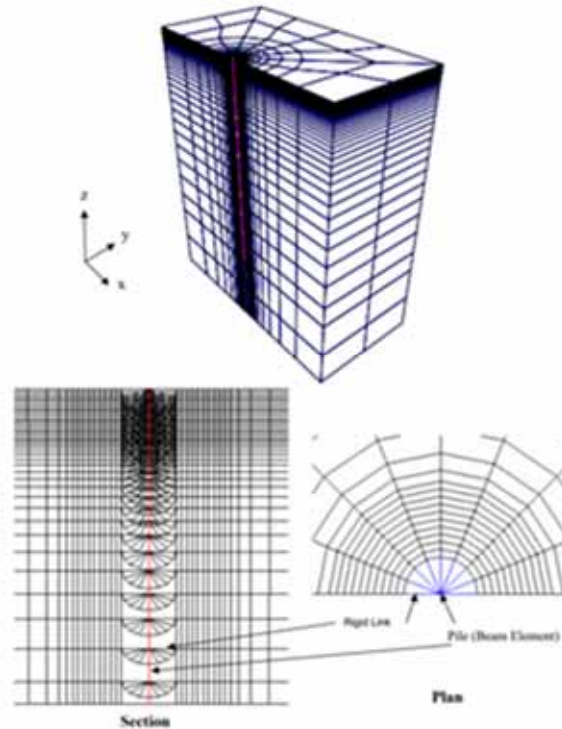 z
y
x
Rigid Link
Pile (Beam Element)
Section
Plan